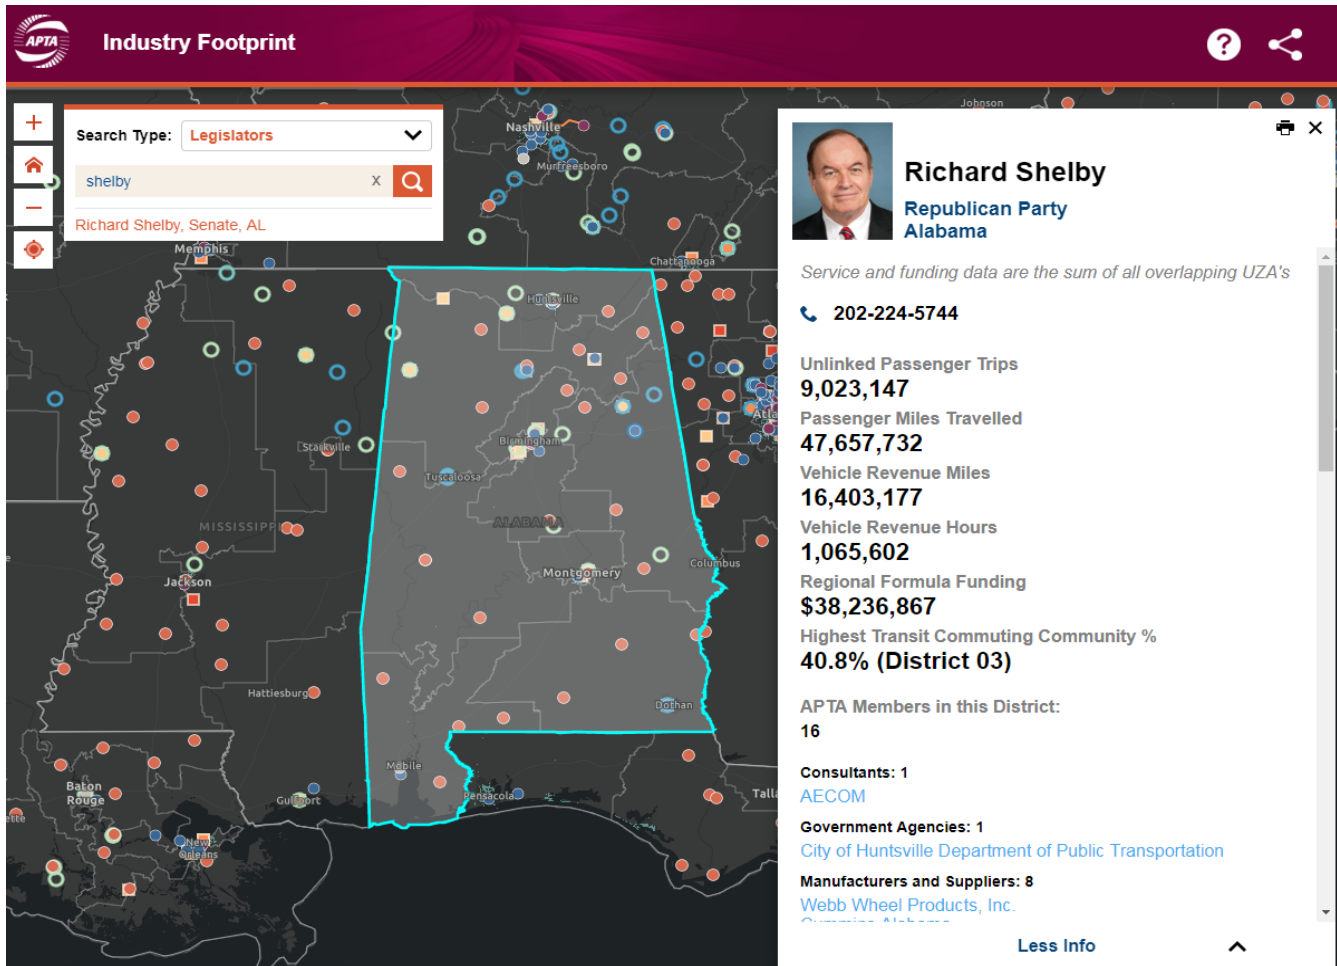 APTA
Industry Footprint
?
Search Type: Legislators
shelby
x
Richard Shelby, Senate, AL
Johnson
Nashville
Murfreesboro
Memphis
Chattanooga
Huntsville
Starkville
Birmingham
Tuscaloosa
MISSISSIPPI
ALABAMA
Columbus
Jackson
Montgomery
Hattiesburg
Dothan
Mobile
Baton
Rouge
Gulfport
Pensacola
Talla
ette
New
Orleans
Atla
Richard Shelby
Republican Party
Alabama
Service and funding data are the sum of all overlapping UZA's
202-224-5744
Unlinked Passenger Trips
9,023,147
Passenger Miles Travelled
47,657,732
Vehicle Revenue Miles
16,403,177
Vehicle Revenue Hours
1,065,602
Regional Formula Funding
$38,236,867
Highest Transit Commuting Community %
40.8% (District 03)
APTA Members in this District:
16
Consultants: 1
AECOM
Government Agencies: 1
City of Huntsville Department of Public Transportation
Manufacturers and Suppliers: 8
Webb Wheel Products, Inc.
Cummins Alabama
Less Info